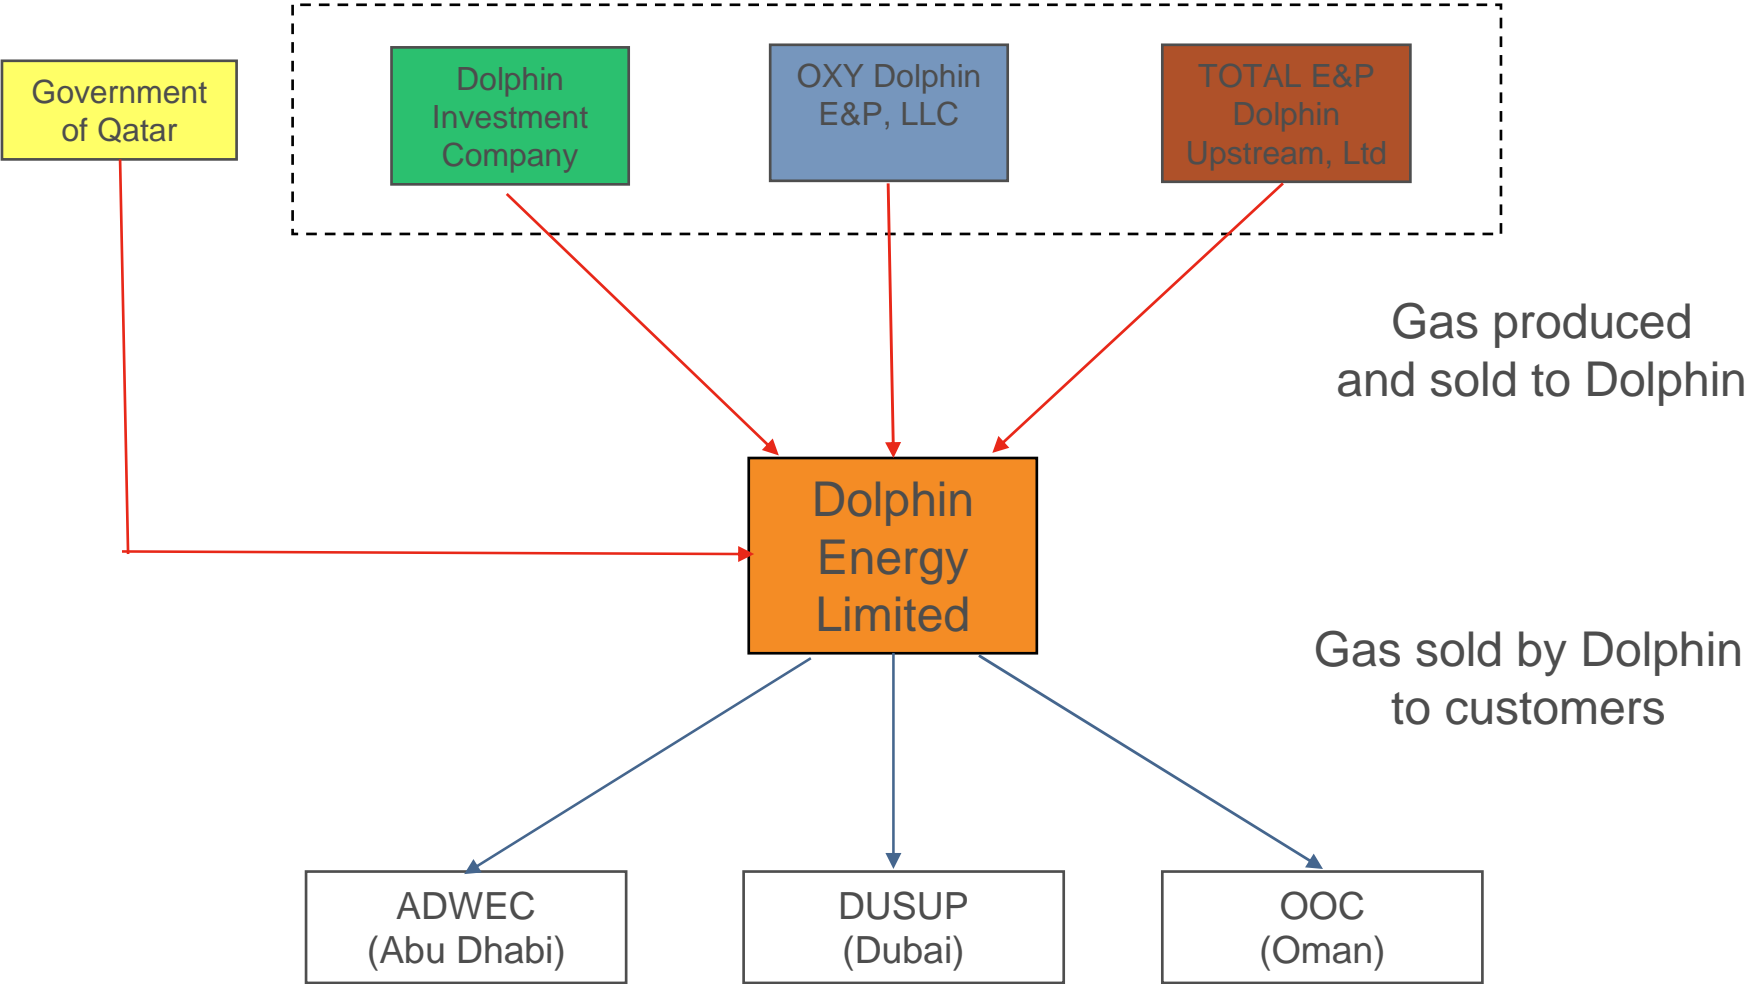 Government
of Qatar
Dolphin
Investment
Company
OXY Dolphin
E&P, LLC
TOTAL E&P
Dolphin
Upstream, Ltd
Gas produced
and sold to Dolphin
Dolphin
Energy
Limited
Gas sold by Dolphin
to customers
ADWEC
(Abu Dhabi)
DUSUP
(Dubai)
OOC
(Oman)